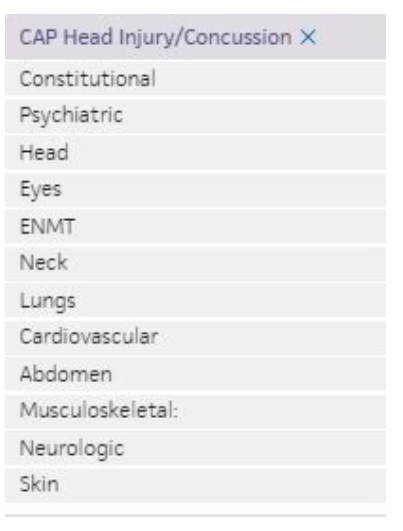 CAP Head Injury/Concussion ×
Constitutional
Psychiatric
Head
Eyes
ENMT
Neck
Lungs
Cardiovascular
Abdomen
Musculoskeletal:
Neurologic
Skin